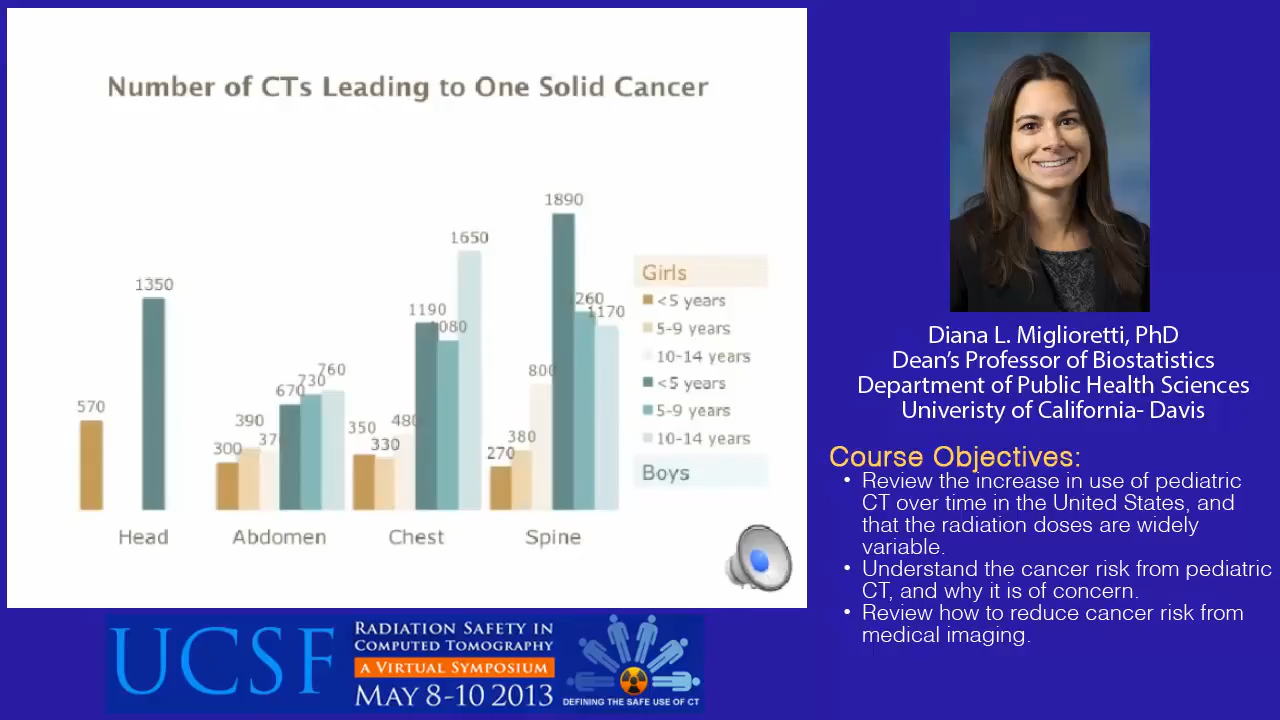 Number of CTs Leading to One Solid Cancer
1890
1650
1350
1190
1260
1080
1170
570
300
390
670
730
760
350
330
480
800
270
380
Head
Abdomen
Chest
Spine
Girls
<5 years
5-9 years
10-14 years
<5 years
5-9 years
10-14 years
Boys
UCSF
RADIATION SAFETY IN
COMPUTED TOMOGRAPHY
A VIRTUAL SYMPOSIUM
MAY 8-10 2013
DEFINING THE SAFE USE OF CT
Diana L. Miglioretti, PhD
Dean’s Professor of Biostatistics
Department of Public Health Sciences
Univeristy of California- Davis
Course Objectives:
• Review the increase in use of pediatric
CT over time in the United States, and
that the radiation doses are widely
variable.
• Understand the cancer risk from pediatric
CT, and why it is of concern.
• Review how to reduce cancer risk from
medical imaging.